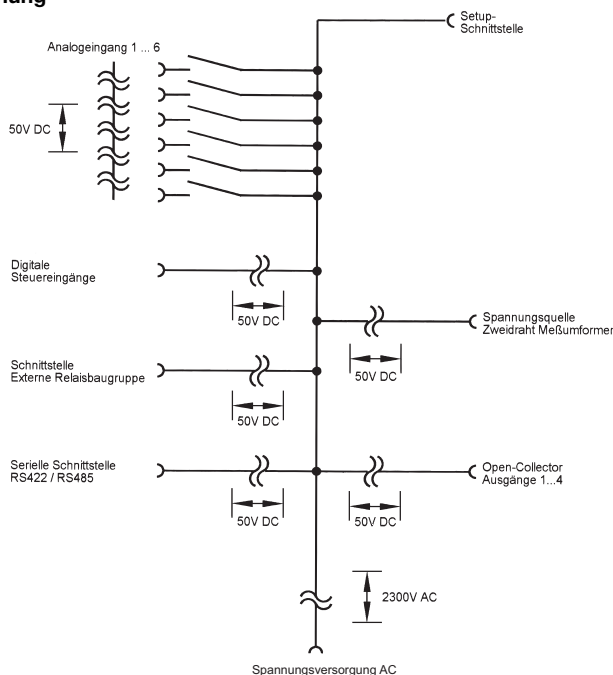 lung
Setup-
Schnittstelle
Analogeingang 1 ... 6
50V DC
Digitale
Steuereingänge
50V DC
Spannungsquelle
Zweidraht Meßumformer
50V DC
Schnittstelle
Externe Relaisbaugruppe
50V DC
Serielle Schnittstelle
RS422 / RS485
Open-Collector
Ausgänge 1...4
50V DC
50V DC
2300V AC
Spannungsversorgung AC